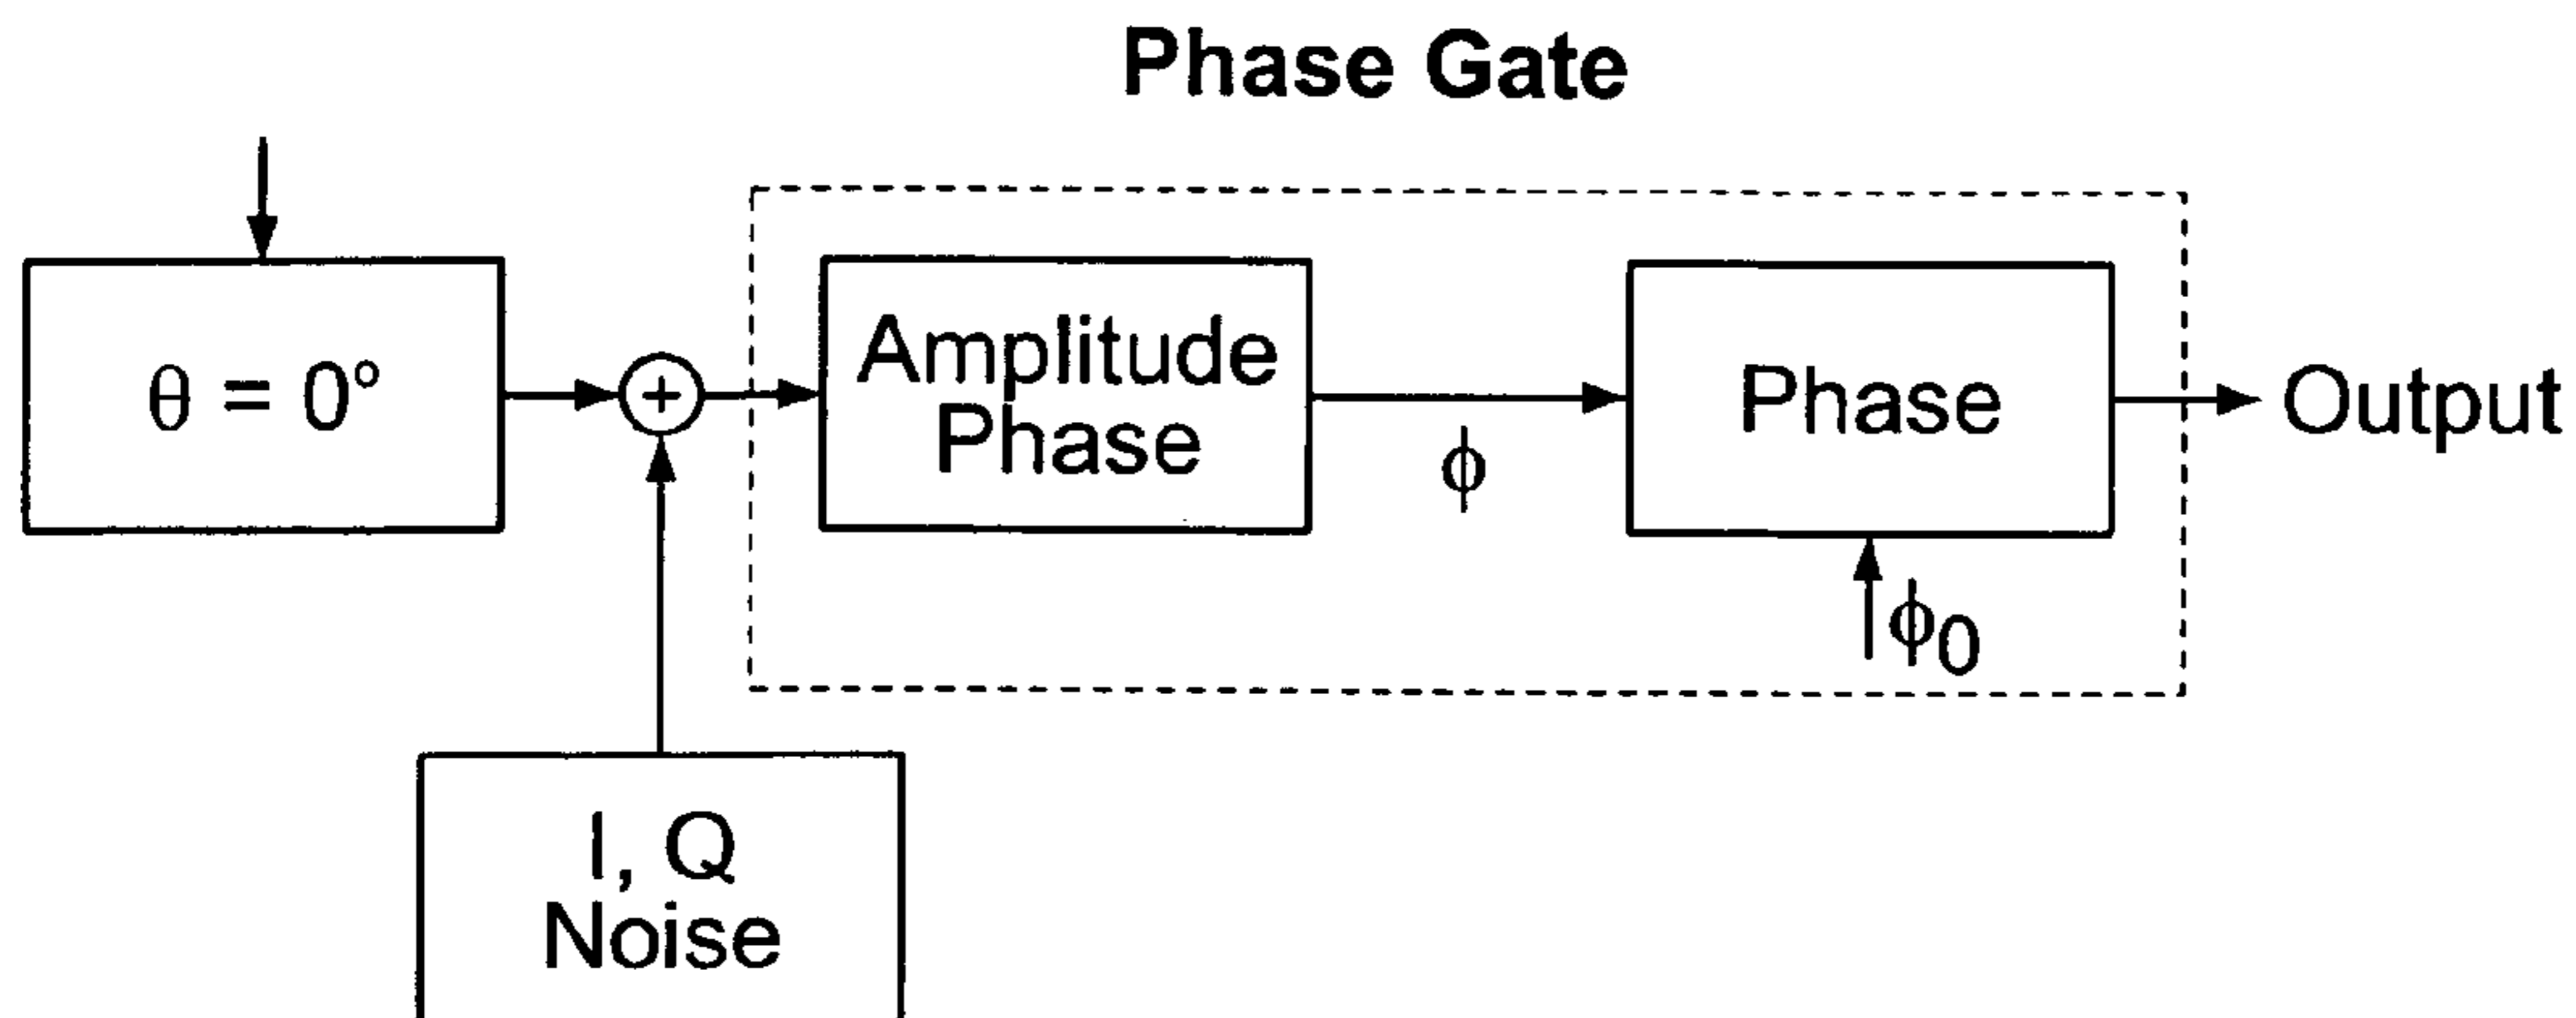 Phase Gate
θ = 0°
+
Amplitude
Phase
ϕ
Phase
ϕ0
Output
I, Q
Noise